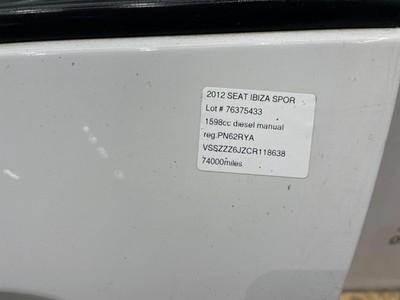 2012 SEAT IBIZA SPOR
Lot # 76375433
1598cc diesel manual
reg:PN62RYA
VSSZZZ6JZCR118638
74000miles